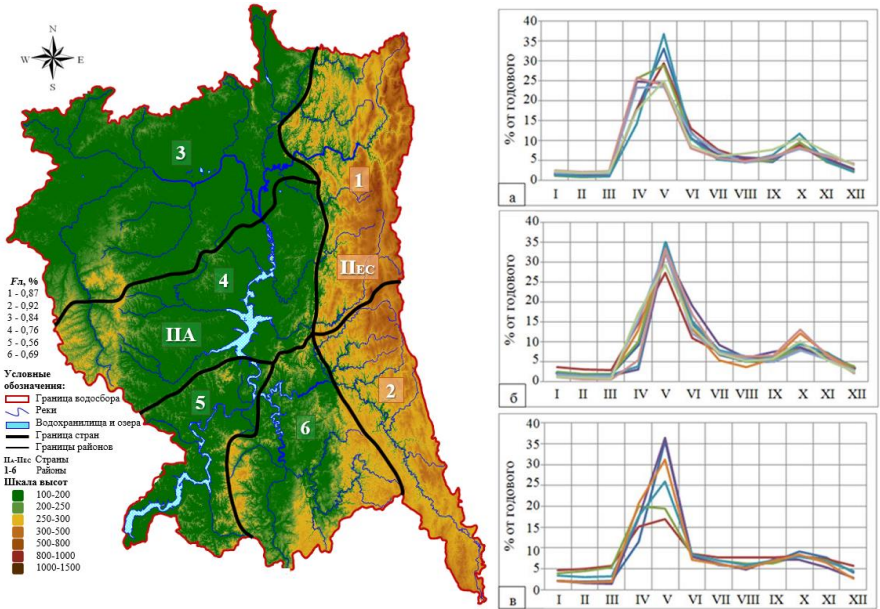 N
W E
S
3
1
IIЕС
4
IIА
5
2
6
Fл, %
1 - 0,87
2 - 0,92
3 - 0,84
4 - 0,76
5 - 0,56
6 - 0,69
Условные
обозначения:
Граница водосбора
Реки
Водохранилища и озера
Граница стран
Границы районов
IIА-IIЕС Страны
1-6 Районы
Шкала высот
100-200
200-250
250-300
300-500
500-800
800-1000
1000-1500
% от годового
40
35
30
25
20
15
10
5
0
I II III IV V VI VII VIII IX X XI XII
а
% от годового
40
35
30
25
20
15
10
5
0
I II III IV V VI VII VIII IX X XI XII
б
% от годового
40
35
30
25
20
15
10
5
0
I II III IV V VI VII VIII IX X XI XII
в